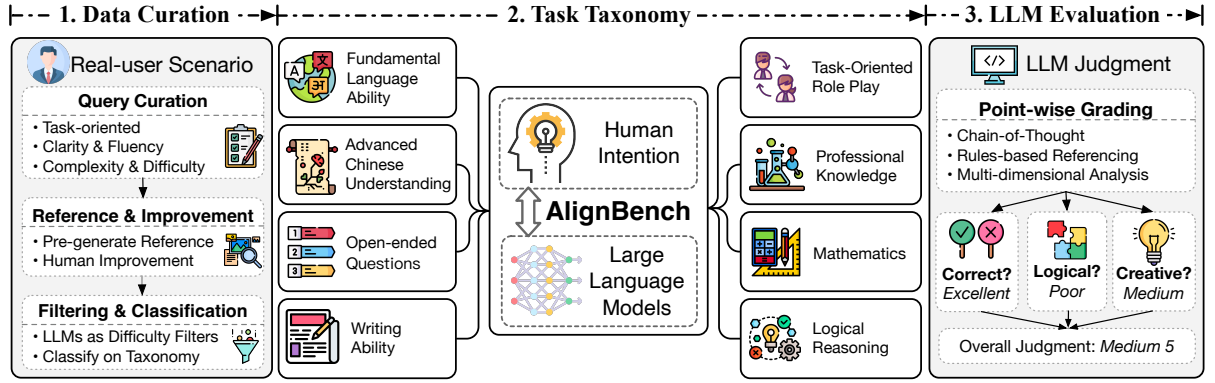 1. Data Curation
2. Task Taxonomy
3. LLM Evaluation
Real-user Scenario
Query Curation
• Task-oriented
• Clarity & Fluency
• Complexity & Difficulty
Reference & Improvement
• Pre-generate Reference
• Human Improvement
Filtering & Classification
• LLMs as Difficulty Filters
• Classify on Taxonomy
A
文
अ
Fundamental
Language
Ability
Advanced
Chinese
Understanding
1
2
3
Open-ended
Questions
Writing
Ability
Human
Intention
AlignBench
Large
Language
Models
Task-Oriented
Role Play
Professional
Knowledge
Mathematics
Logical
Reasoning
</>
LLM Judgment
Point-wise Grading
• Chain-of-Thought
• Rules-based Referencing
• Multi-dimensional Analysis
Correct?
Excellent
Logical?
Poor
Creative?
Medium
Overall Judgment: Medium 5